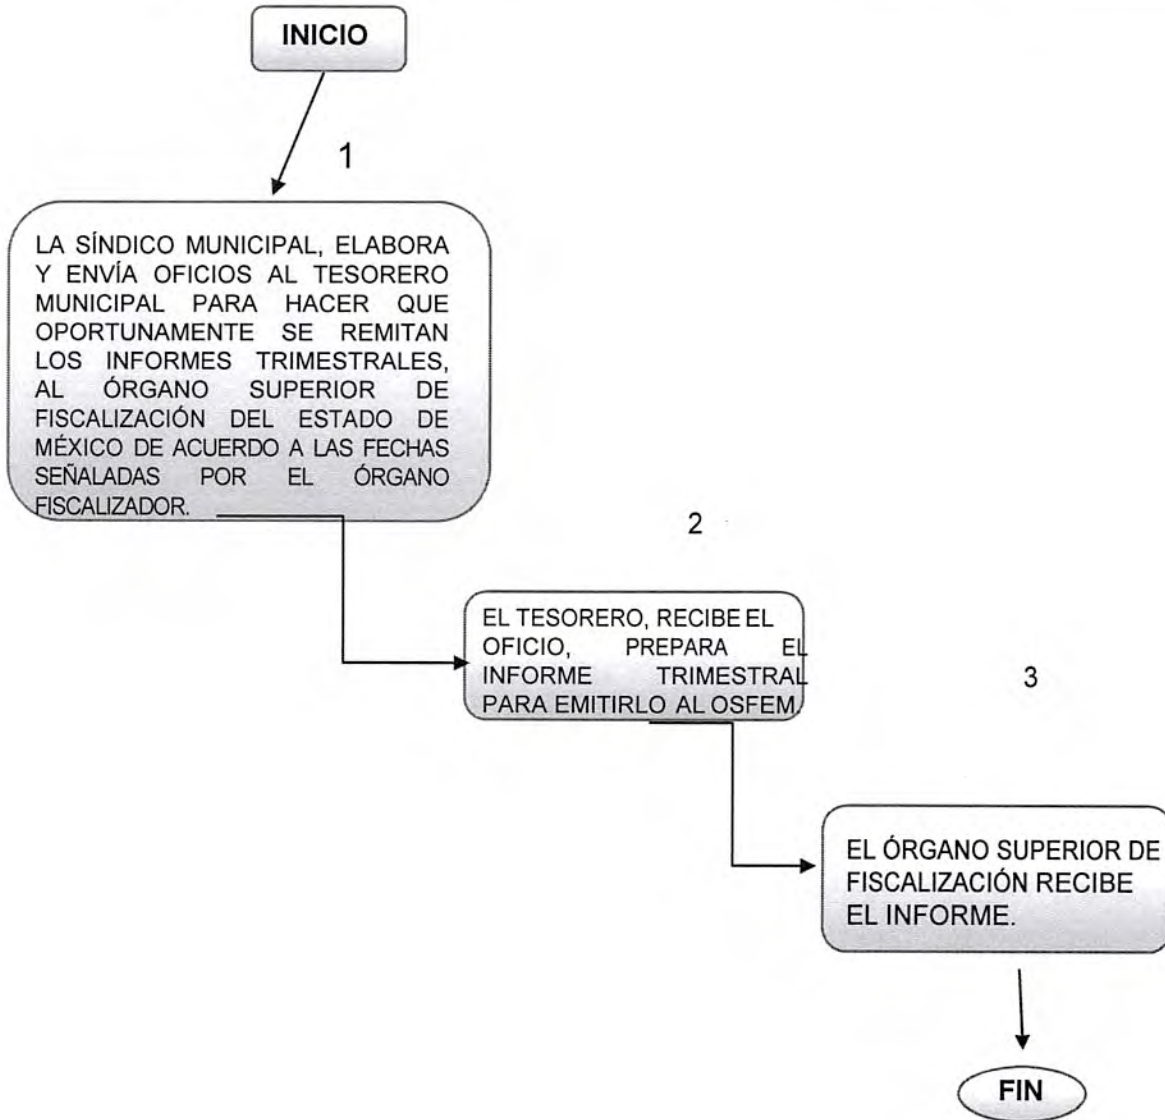 INICIO
1
LA SÍNDICO MUNICIPAL, ELABORA
Y ENVÍA OFICIOS AL TESORERO
MUNICIPAL PARA HACER QUE
OPORTUNAMENTE SE REMITAN
LOS INFORMES TRIMESTRALES,
AL ÓRGANO SUPERIOR DE
FISCALIZACIÓN DEL ESTADO DE
MÉXICO DE ACUERDO A LAS FECHAS
SEÑALADAS POR EL ÓRGANO
FISCALIZADOR.
2
EL TESORERO, RECIBE EL
OFICIO, PREPARA EL
INFORME TRIMESTRAL
PARA EMITIRLO AL OSFEM.
3
EL ÓRGANO SUPERIOR DE
FISCALIZACIÓN RECIBE
EL INFORME.
FIN